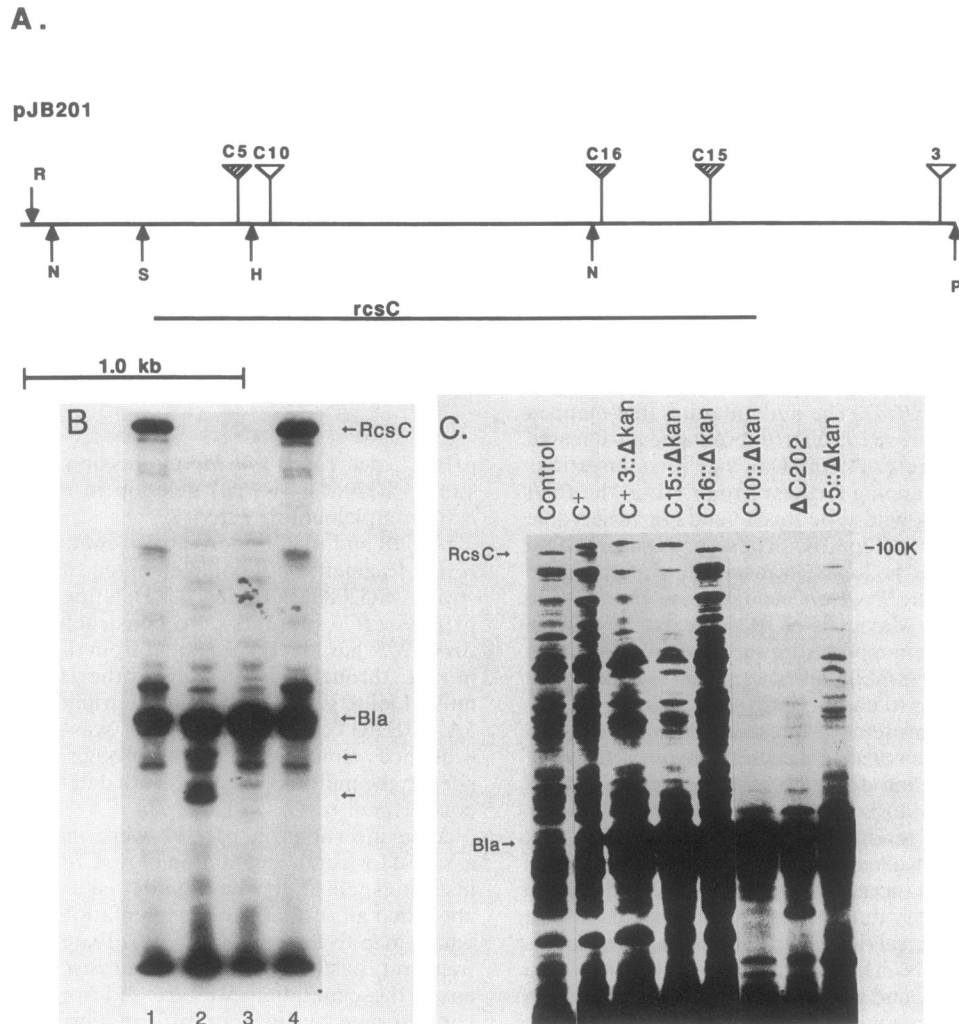 A.
pJB201
R C5 C10 C16 C15 3
N S H N P
rcsC
1.0 kb
B
←RcsC
←Bla
←
←
1 2 3 4
C.
Control
C+
C+ 3::Δkan
C15::Δkan
C16::Δkan
C10::Δkan
ΔC202
C5::Δkan
RcsC→
-100K
Bla→